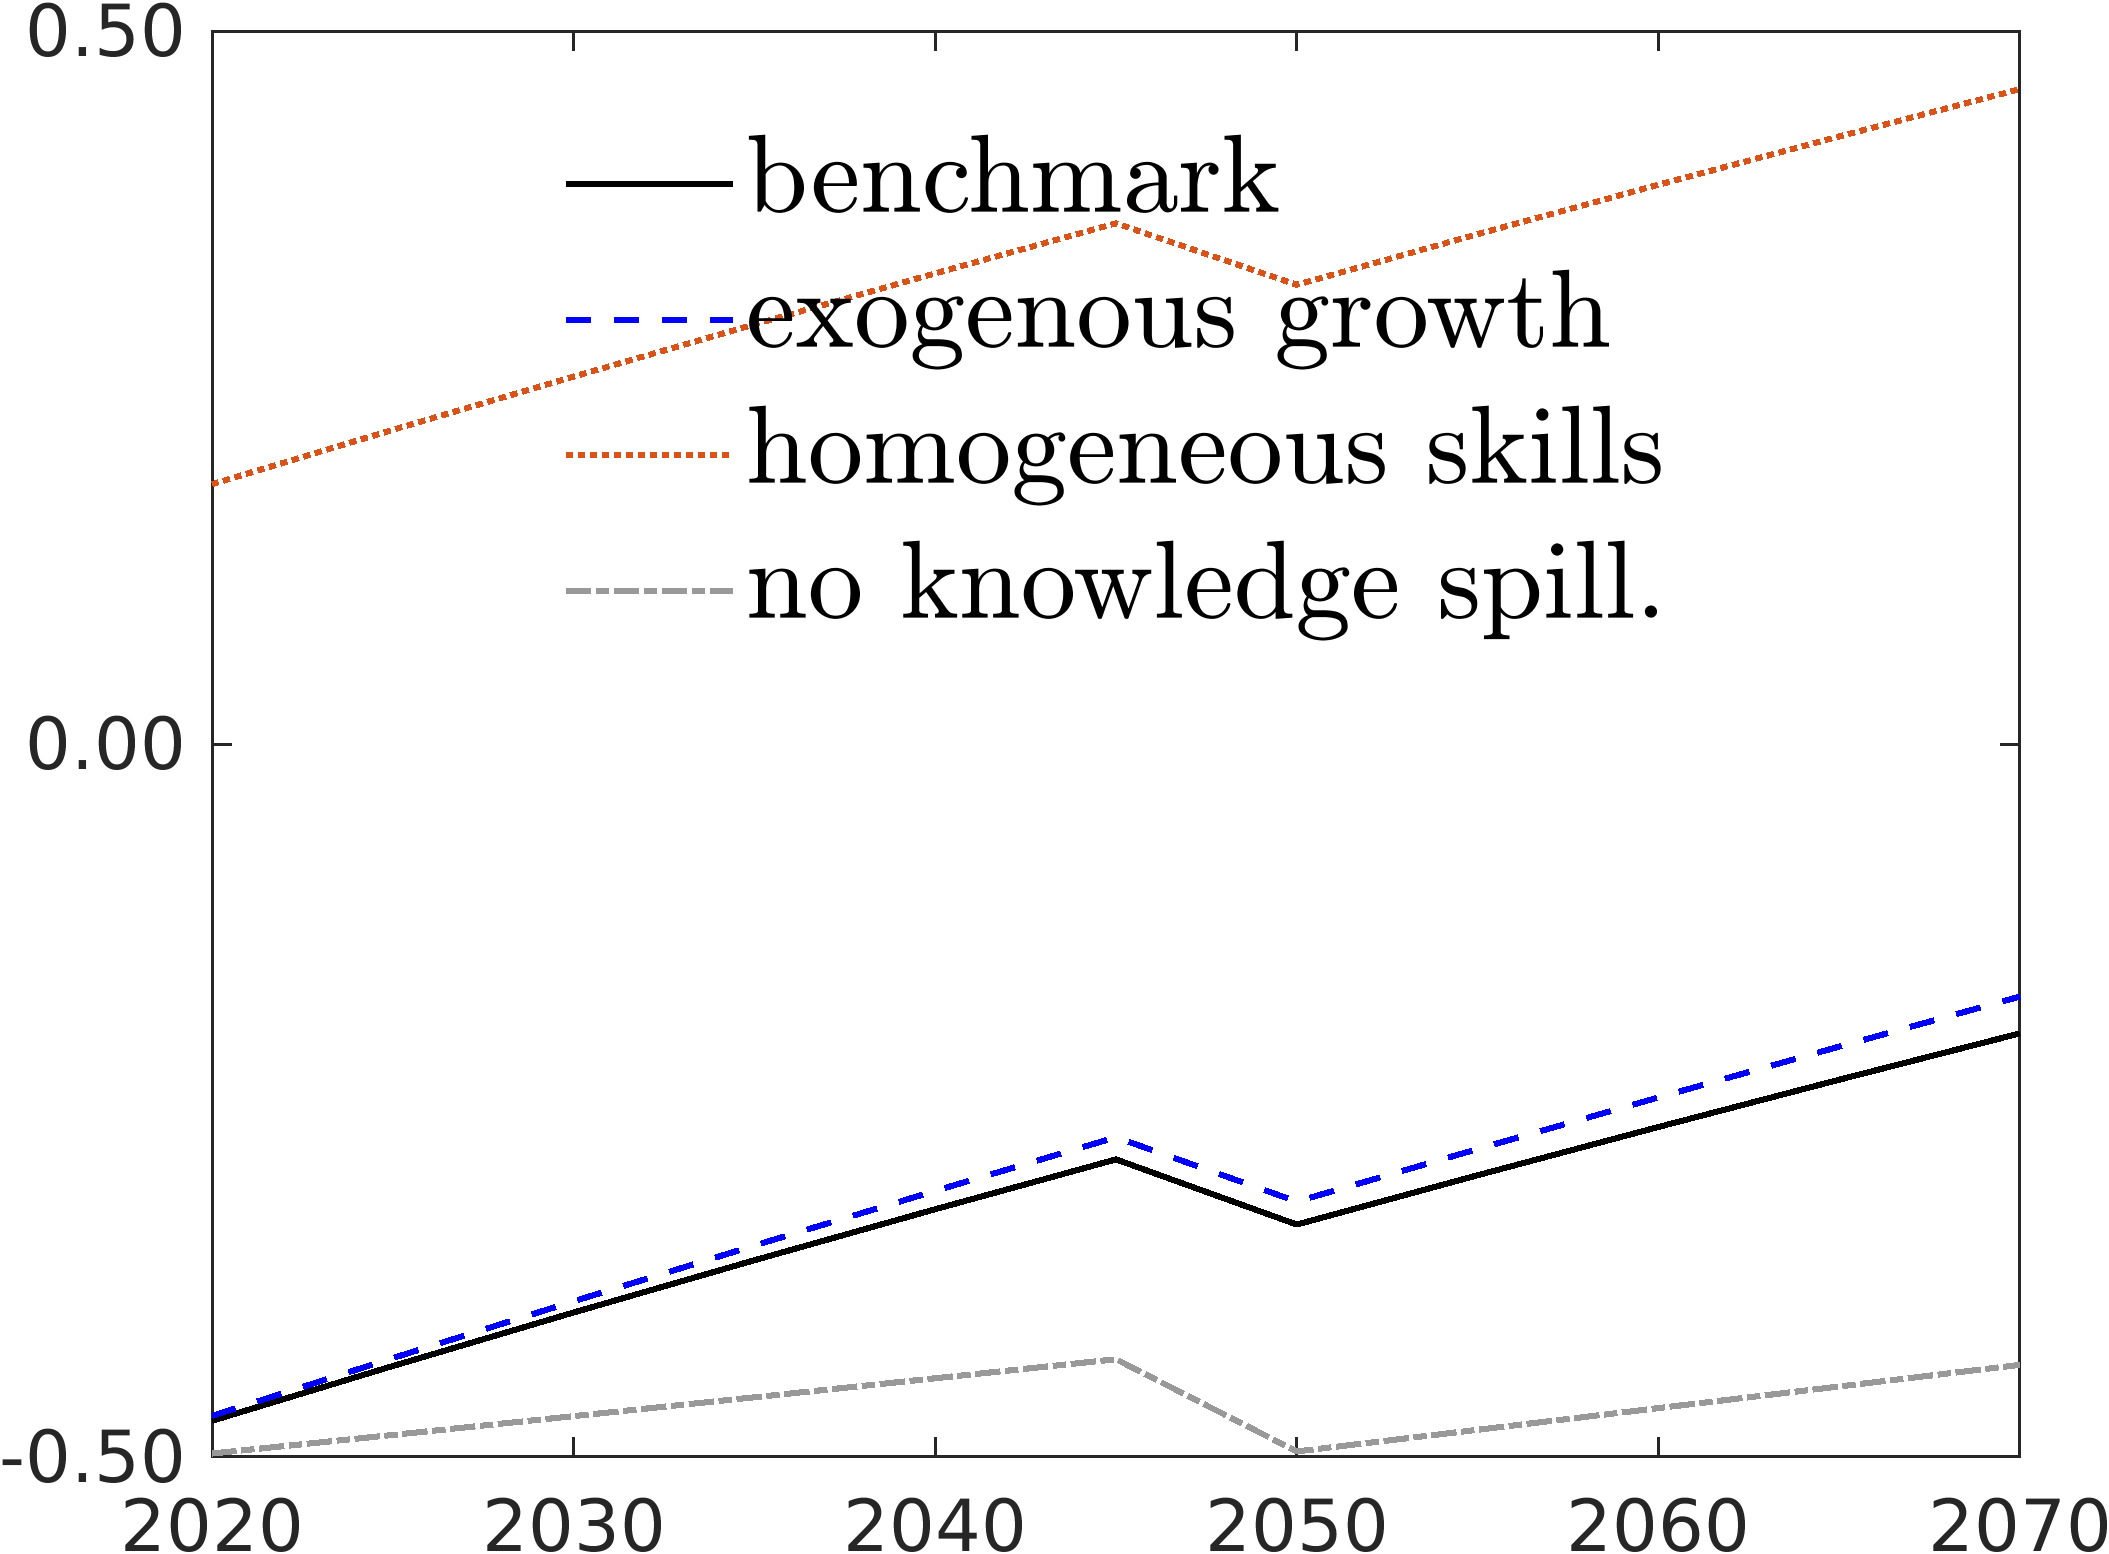 0.50
benchmark
exogenous growth
homogeneous skills
no knowledge spill.
0.00
-0.50
2020 2030 2040 2050 2060 2070